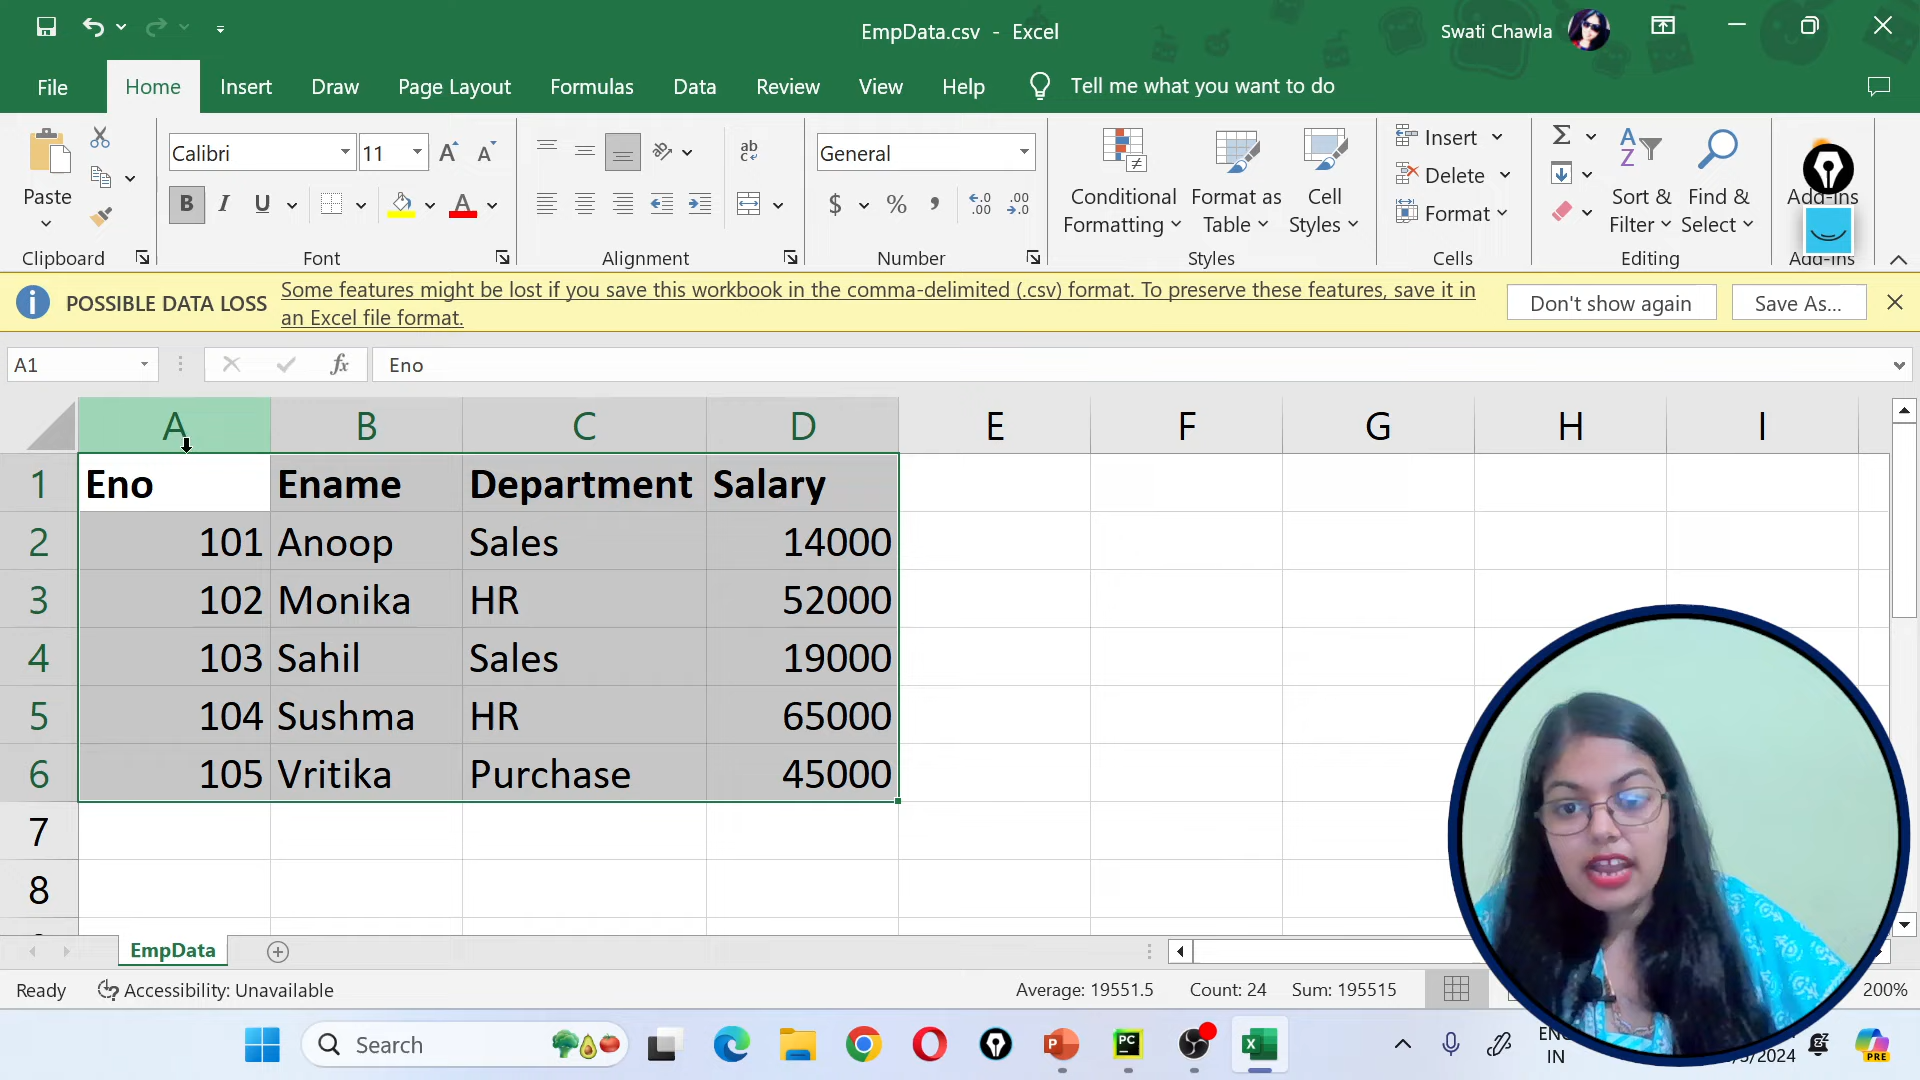 EmpData.csv - Excel
Swati Chawla
File Home Insert Draw Page Layout Formulas Data Review View Help Tell me what you want to do
Calibri 11
General
Paste
Conditional Formatting
Format as Table
Cell Styles
Insert
Delete
Format
Sort & Filter
Find & Select
Add-ins
Clipboard Font Alignment Number Styles Cells Editing Add-ins
POSSIBLE DATA LOSS Some features might be lost if you save this workbook in the comma-delimited (.csv) format. To preserve these features, save it in
an Excel file format.
Don't show again Save As...
A1 fx Eno
A B C D E F G H I
1 Eno Ename Department Salary
2 101 Anoop Sales 14000
3 102 Monika HR 52000
4 103 Sahil Sales 19000
5 104 Sushma HR 65000
6 105 Vritika Purchase 45000
7
8
EmpData
Ready Accessibility: Unavailable Average: 19551.5 Count: 24 Sum: 195515 200%
Search
IN
/2024
PRE